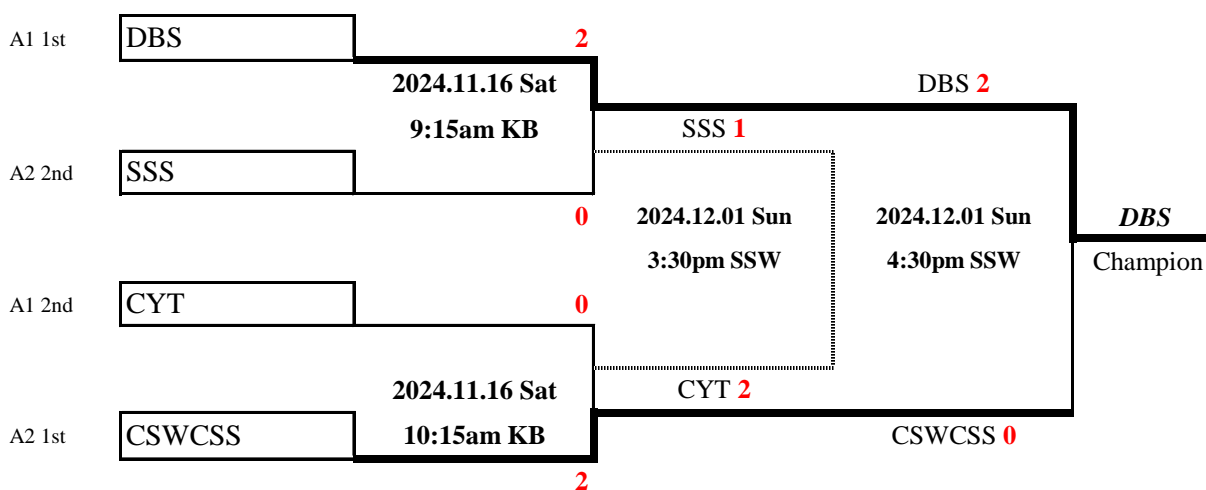 A1 1st DBS 2
2024.11.16 Sat DBS 2
9:15am KB SSS 1
A2 2nd SSS
0 2024.12.01 Sun 2024.12.01 Sun DBS
3:30pm SSW 4:30pm SSW Champion
A1 2nd CYT 0
2024.11.16 Sat CYT 2
A2 1st CSWCSS 10:15am KB CSWCSS 0
2